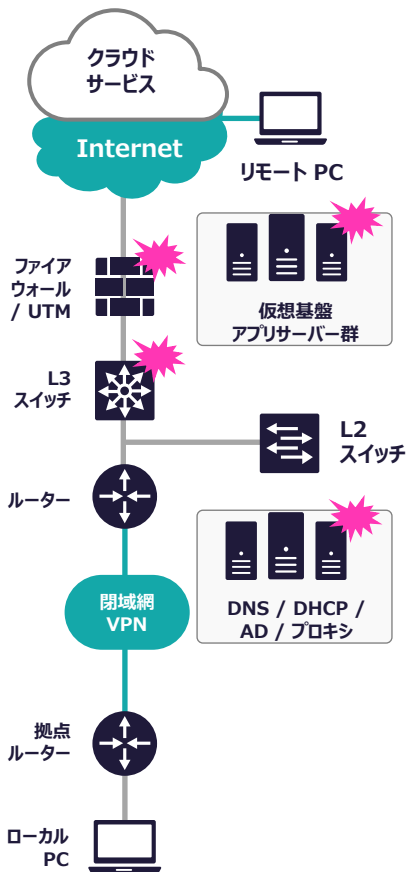 クラウド
サービス
Internet
リモート PC
ファイア
ウォール
/ UTM
仮想基盤
アプリサーバー群
L3
スイッチ
L2
スイッチ
ルーター
閉域網
VPN
DNS / DHCP /
AD / プロキシ
拠点
ルーター
ローカル
PC